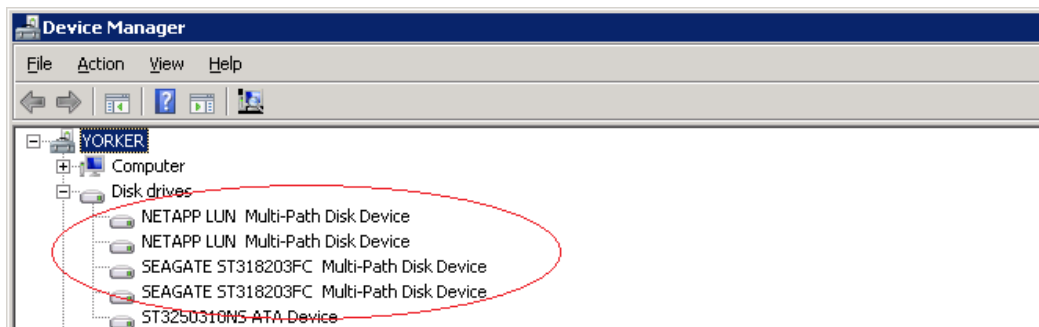 Device Manager
File Action View Help
YORKER
Computer
Disk drives
NETAPP LUN Multi-Path Disk Device
NETAPP LUN Multi-Path Disk Device
SEAGATE ST318203FC Multi-Path Disk Device
SEAGATE ST318203FC Multi-Path Disk Device
ST3250310NS ATA Device